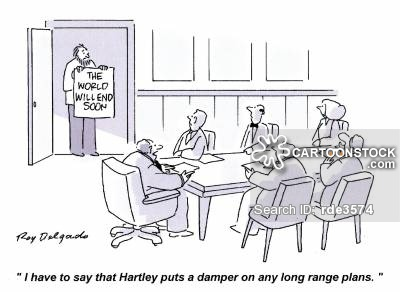 THE
WORLD
WILL END
SOON
CARTOONSTOCK
.com
Search ID: rde3574
Roy Delgado
" I have to say that Hartley puts a damper on any long range plans. "